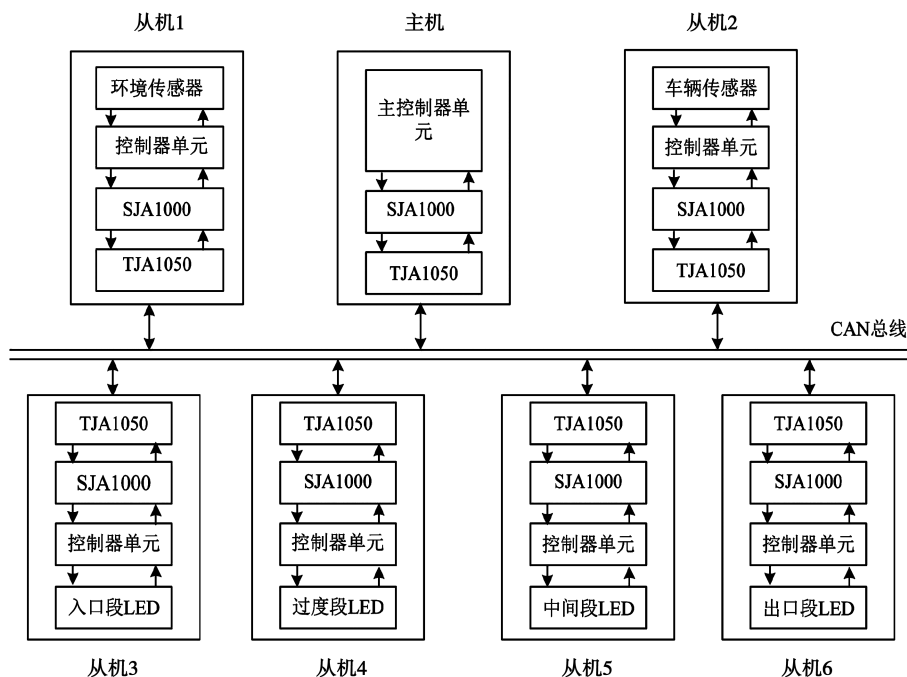 从机1
主机
从机2
环境传感器
控制器单元
SJA1000
TJA1050
主控制器单
元
SJA1000
TJA1050
车辆传感器
控制器单元
SJA1000
TJA1050
CAN总线
TJA1050
SJA1000
控制器单元
入口段LED
TJA1050
SJA1000
控制器单元
过度段LED
TJA1050
SJA1000
控制器单元
中间段LED
TJA1050
SJA1000
控制器单元
出口段LED
从机3
从机4
从机5
从机6